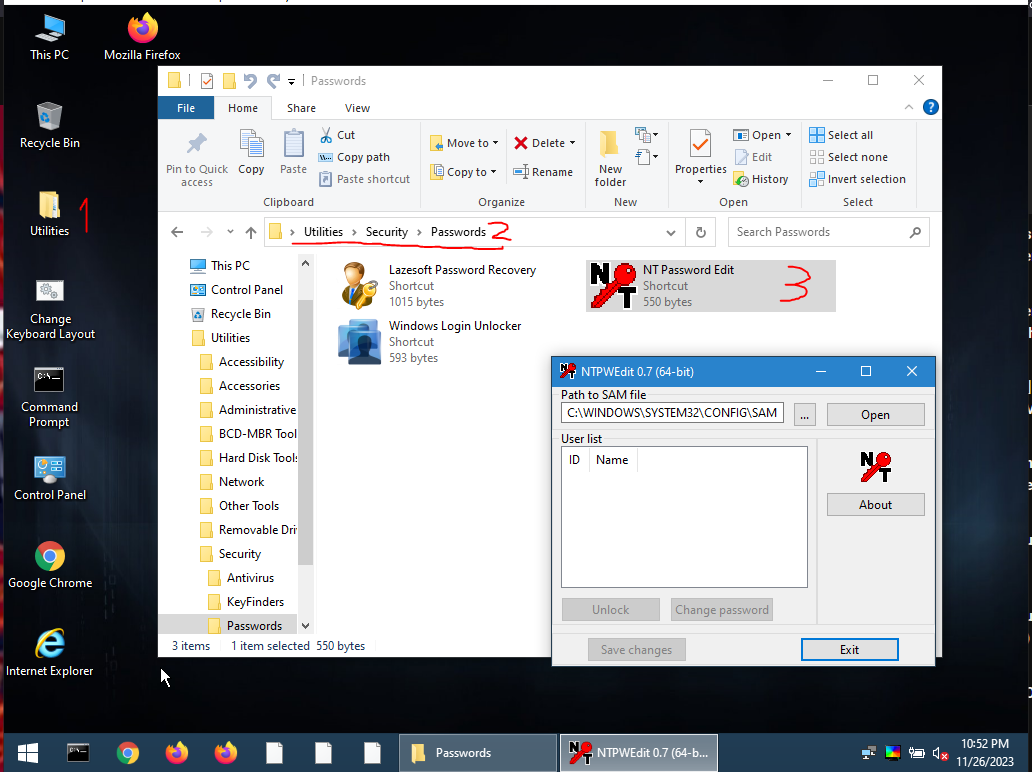 This PC
Mozilla Firefox
Recycle Bin
Utilities
1
Change
Keyboard Layout
Command
Prompt
Control Panel
Google Chrome
Internet Explorer
Passwords
File
Home
Share
View
?
Pin to Quick
access
Copy
Paste
Cut
Copy path
Paste shortcut
Clipboard
Move to
Copy to
Delete
Rename
Organize
New
folder
New
Properties
Open
Edit
History
Open
Select all
Select none
Invert selection
Select
Utilities > Security > Passwords 2
Search Passwords
This PC
Control Panel
Recycle Bin
Utilities
Accessibility
Accessories
Administrative
BCD-MBR Tool
Hard Disk Tools
Network
Other Tools
Removable Dri
Security
Antivirus
KeyFinders
Passwords
Lazesoft Password Recovery
Shortcut
1015 bytes
Windows Login Unlocker
Shortcut
593 bytes
NT
NT Password Edit
Shortcut
550 bytes
3
3 items
1 item selected 550 bytes
NTPWEdit 0.7 (64-bit)
Path to SAM file
C:\WINDOWS\SYSTEM32\CONFIG\SAM
...
Open
User list
ID Name
NT
About
Unlock
Change password
Save changes
Exit
Passwords
NTPWEdit 0.7 (64-b...
10:52 PM
11/26/2023